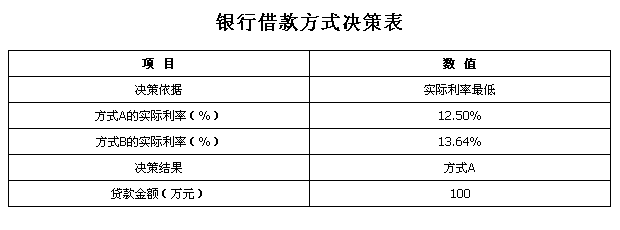 银行借款方式决策表
项 目 数 值
决策依据 实际利率最低
方式A的实际利率（%） 12.50%
方式B的实际利率（%） 13.64%
决策结果 方式A
贷款金额（万元） 100